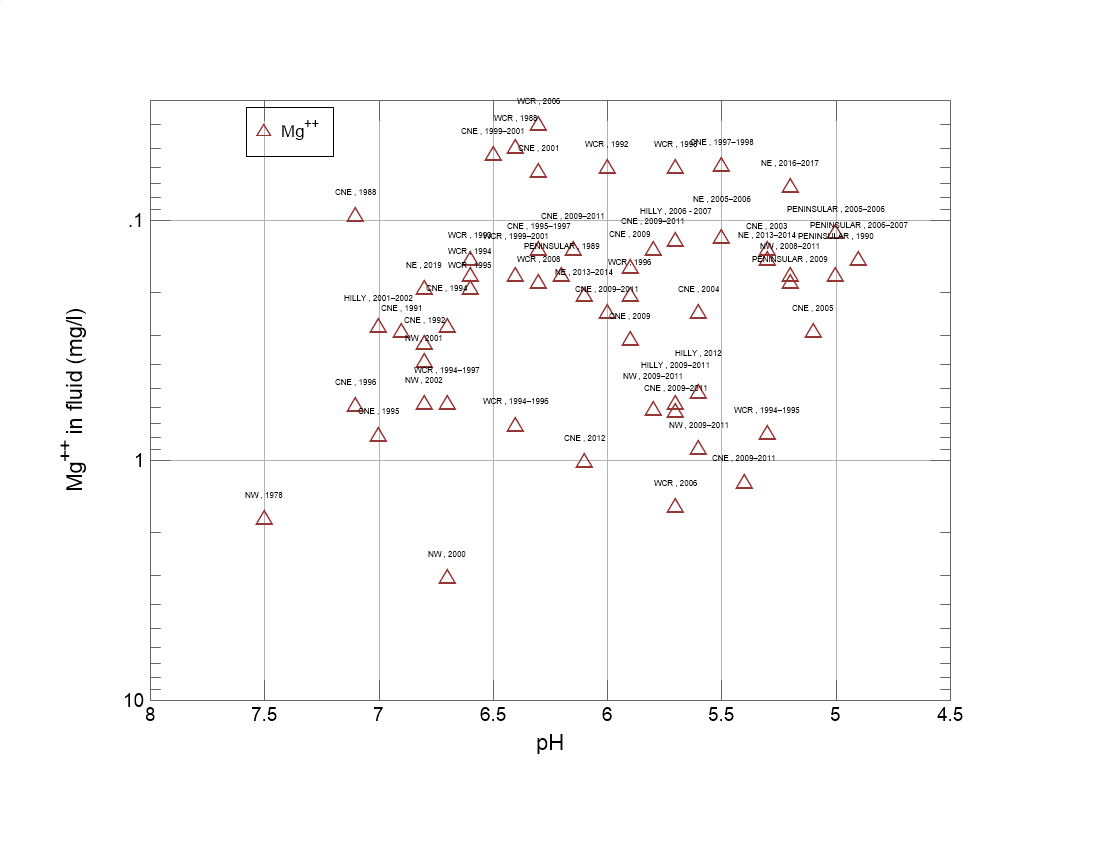 WCR , 2006
WCR , 1988
Mg++
CNE , 1999–2001
CNE , 2001
WCR , 1992
CNE , 1997–1998
NE , 2016–2017
CNE , 1988
NE , 2005–2006
PENINSULAR , 2005–2006
HILLY , 2006 - 2007
CNE , 2009–2011
CNE , 2009–2011
.1
CNE , 1995–1997
CNE , 2003
PENINSULAR , 2006–2007
WCR , 1999–2001
CNE , 2009
NE , 2013–2014
PENINSULAR , 1990
PENINSULAR , 1989
NW , 2008–2011
WCR , 1994
WCR , 2008
PENINSULAR , 2009
NE , 2019
WCR , 1995
WCR , 1996
NE , 2013–2014
CNE , 1994
CNE , 2009–2011
CNE , 2004
HILLY , 2001–2002
CNE , 1991
CNE , 2005
CNE , 1992
CNE , 2009
NW , 2001
HILLY , 2012
HILLY , 2009–2011
WCR , 1994–1997
NW , 2009–2011
CNE , 1996
NW , 2002
CNE , 2009–2011
WCR , 1994–1996
CNE , 1995
WCR , 1994–1995
NW , 2009–2011
CNE , 2012
1
CNE , 2009–2011
WCR , 2006
NW , 1978
NW , 2000
10
8 7.5 7 6.5 6 5.5 5 4.5
pH
Mg++ in fluid (mg/l)